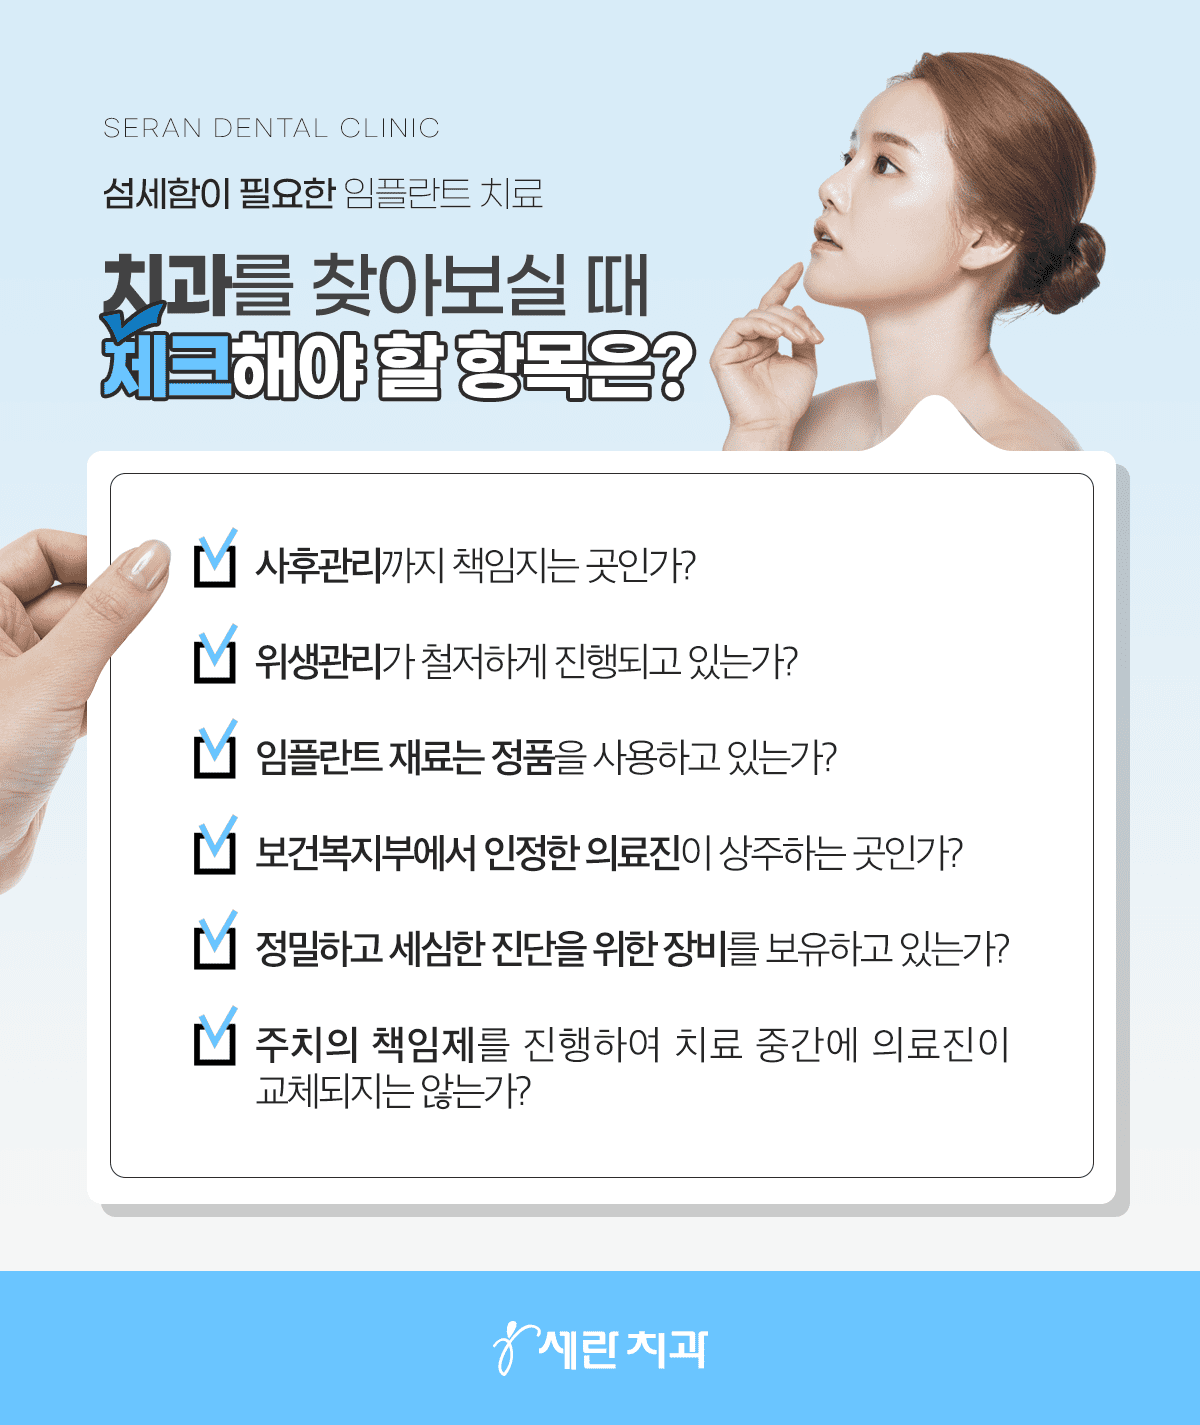 SERAN DENTAL CLINIC
섬세함이 필요한 임플란트 치료
치과를 찾아보실 때
체크해야 할 항목은?
사후관리까지 책임지는 곳인가?
위생관리가 철저하게 진행되고 있는가?
임플란트 재료는 정품을 사용하고 있는가?
보건복지부에서 인정한 의료진이 상주하는 곳인가?
정밀하고 세심한 진단을 위한 장비를 보유하고 있는가?
주치의 책임제를 진행하여 치료 중간에 의료진이
교체되지는 않는가?
세란치과